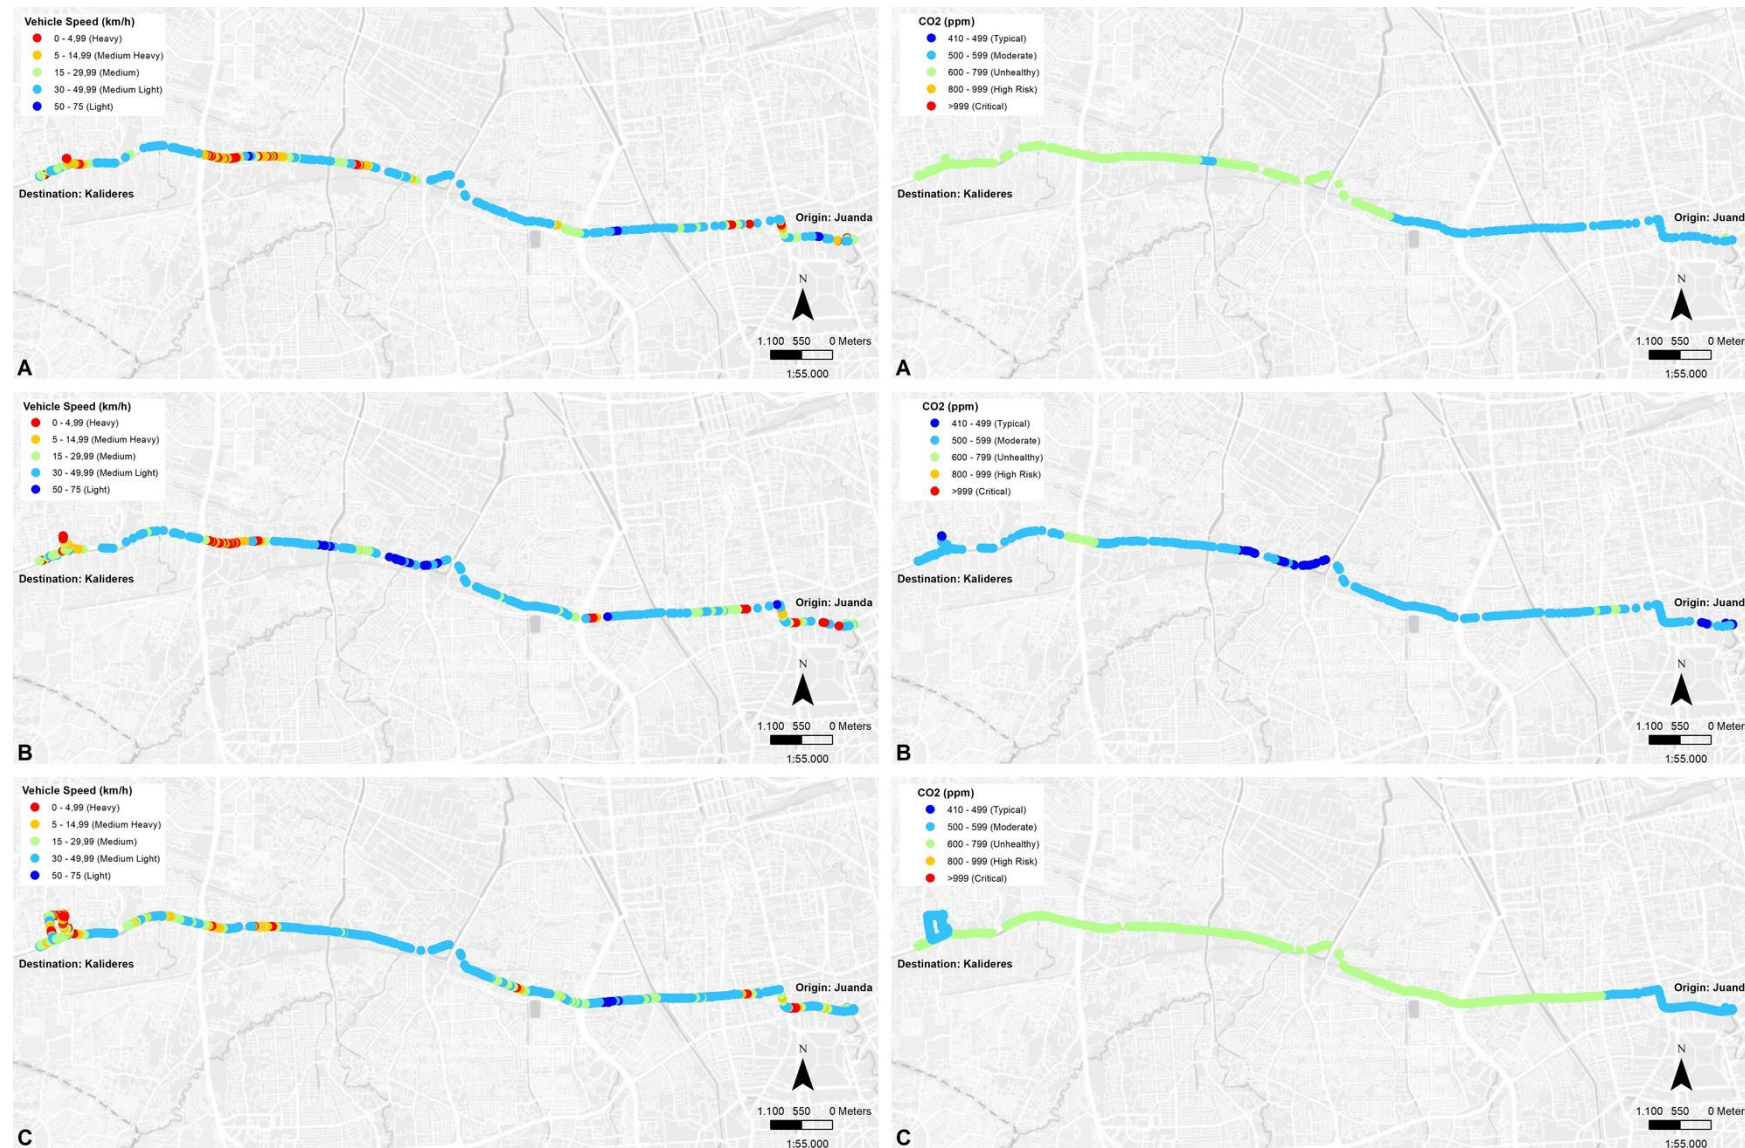 Vehicle Speed (km/h)
0 - 4,99 (Heavy)
5 - 14,99 (Medium Heavy)
15 - 29,99 (Medium)
30 - 49,99 (Medium Light)
50 - 75 (Light)
Destination: Kalideres
Origin: Juanda
N
1.100 550 0 Meters
1:55.000
A
CO2 (ppm)
410 - 499 (Typical)
500 - 599 (Moderate)
600 - 799 (Unhealthy)
800 - 999 (High Risk)
>999 (Critical)
Destination: Kalideres
Origin: Juand
N
1.100 550 0 Meters
1:55.000
A
Vehicle Speed (km/h)
0 - 4,99 (Heavy)
5 - 14,99 (Medium Heavy)
15 - 29,99 (Medium)
30 - 49,99 (Medium Light)
50 - 75 (Light)
Destination: Kalideres
Origin: Juanda
N
1.100 550 0 Meters
1:55.000
B
CO2 (ppm)
410 - 499 (Typical)
500 - 599 (Moderate)
600 - 799 (Unhealthy)
800 - 999 (High Risk)
>999 (Critical)
Destination: Kalideres
Origin: Juand
N
1.100 550 0 Meters
1:55.000
B
Vehicle Speed (km/h)
0 - 4,99 (Heavy)
5 - 14,99 (Medium Heavy)
15 - 29,99 (Medium)
30 - 49,99 (Medium Light)
50 - 75 (Light)
Destination: Kalideres
Origin: Juanda
N
1.100 550 0 Meters
1:55.000
C
CO2 (ppm)
410 - 499 (Typical)
500 - 599 (Moderate)
600 - 799 (Unhealthy)
800 - 999 (High Risk)
>999 (Critical)
Destination: Kalideres
Origin: Juand
N
1.100 550 0 Meters
1:55.000
C